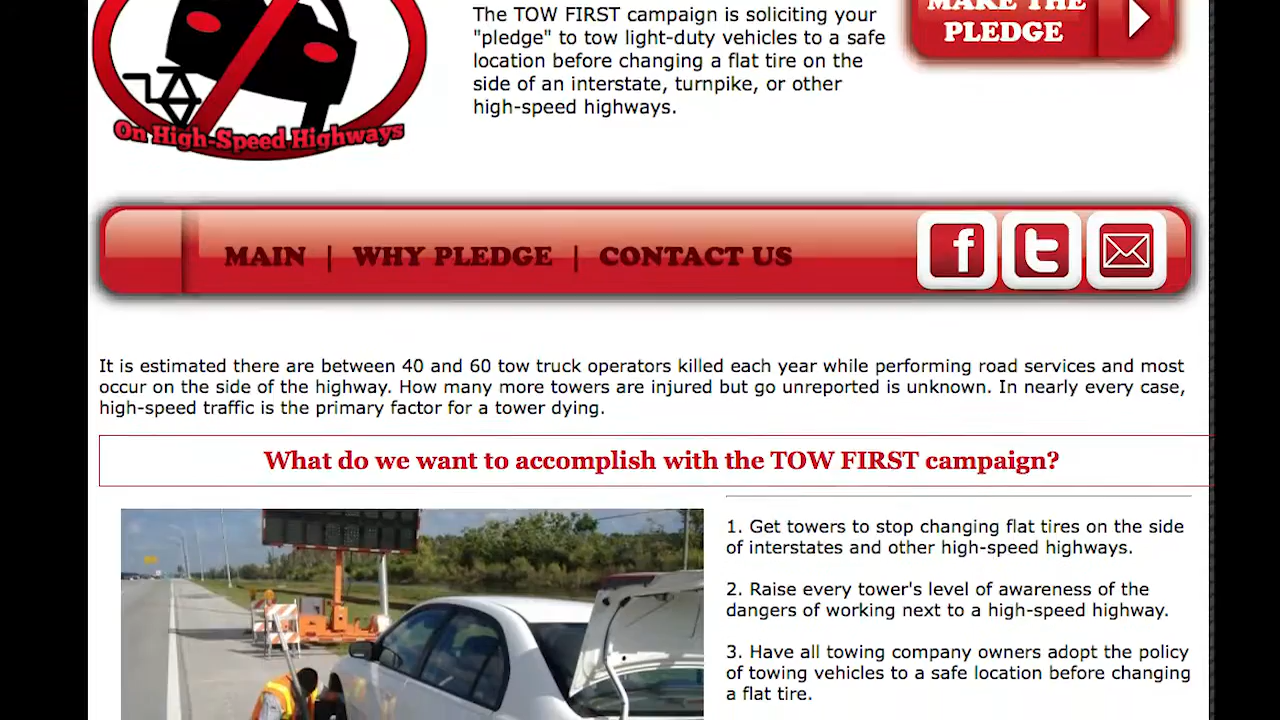 The TOW FIRST campaign is soliciting your
"pledge" to tow light-duty vehicles to a safe
location before changing a flat tire on the
side of an interstate, turnpike, or other
high-speed highways.
MAKE THE
PLEDGE
On High-Speed Highways
MAIN | WHY PLEDGE | CONTACT US
It is estimated there are between 40 and 60 tow truck operators killed each year while performing road services and most
occur on the side of the highway. How many more towers are injured but go unreported is unknown. In nearly every case,
high-speed traffic is the primary factor for a tower dying.
What do we want to accomplish with the TOW FIRST campaign?
1. Get towers to stop changing flat tires on the side
of interstates and other high-speed highways.
2. Raise every tower's level of awareness of the
dangers of working next to a high-speed highway.
3. Have all towing company owners adopt the policy
of towing vehicles to a safe location before changing
a flat tire.